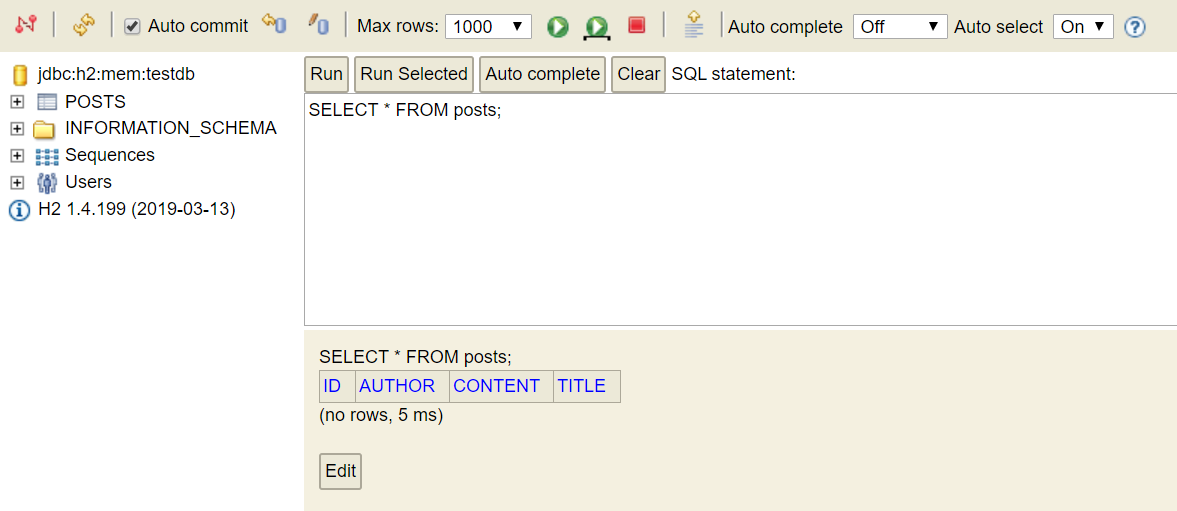 Auto commit Max rows: 1000 Auto complete Off Auto select On
jdbc:h2:mem:testdb
POSTS
INFORMATION_SCHEMA
Sequences
Users
H2 1.4.199 (2019-03-13)
Run Run Selected Auto complete Clear SQL statement:
SELECT * FROM posts;
SELECT * FROM posts;
ID AUTHOR CONTENT TITLE
(no rows, 5 ms)
Edit